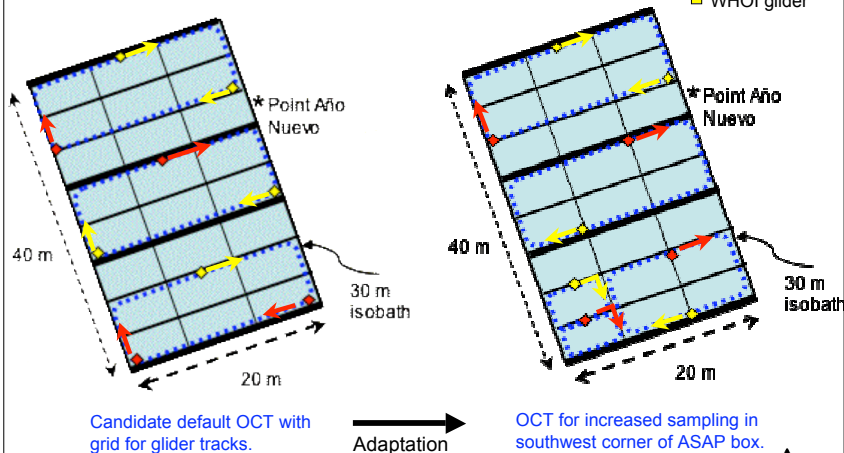 WHOI glider
* Point Año
Nuevo
40 m
30 m
isobath
20 m
* Point Año
Nuevo
40 m
30 m
isobath
20 m
Candidate default OCT with
grid for glider tracks.
Adaptation
OCT for increased sampling in
southwest corner of ASAP box.